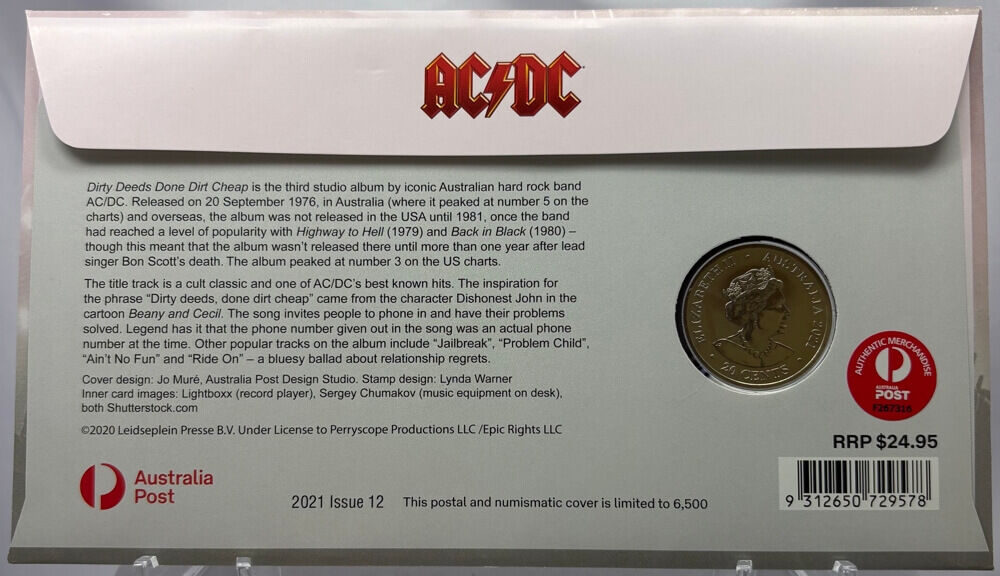 AC/DC
Dirty Deeds Done Dirt Cheap is the third studio album by iconic Australian hard rock band
AC/DC. Released on 20 September 1976, in Australia (where it peaked at number 5 on the
charts) and overseas, the album was not released in the USA until 1981, once the band
had reached a level of popularity with Highway to Hell (1979) and Back in Black (1980) –
though this meant that the album wasn't released there until more than one year after lead
singer Bon Scott's death. The album peaked at number 3 on the US charts.
The title track is a cult classic and one of AC/DC's best known hits. The inspiration for
the phrase "Dirty deeds, done dirt cheap" came from the character Dishonest John in the
cartoon Beany and Cecil. The song invites people to phone in and have their problems
solved. Legend has it that the phone number given out in the song was an actual phone
number at the time. Other popular tracks on the album include "Jailbreak", "Problem Child",
"Ain't No Fun" and "Ride On" – a bluesy ballad about relationship regrets.
Cover design: Jo Muré, Australia Post Design Studio. Stamp design: Lynda Warner
Inner card images: Lightboxx (record player), Sergey Chumakov (music equipment on desk),
both Shutterstock.com
©2020 Leidseplein Presse B.V. Under License to Perryscope Productions LLC /Epic Rights LLC
ELIZABETH II • AUSTRALIA 2021
20 CENTS
AUTHENTIC MERCHANDISE
AUSTRALIA
POST
F267316
RRP $24.95
9 312650 729578
Australia
Post
2021 Issue 12
This postal and numismatic cover is limited to 6,500